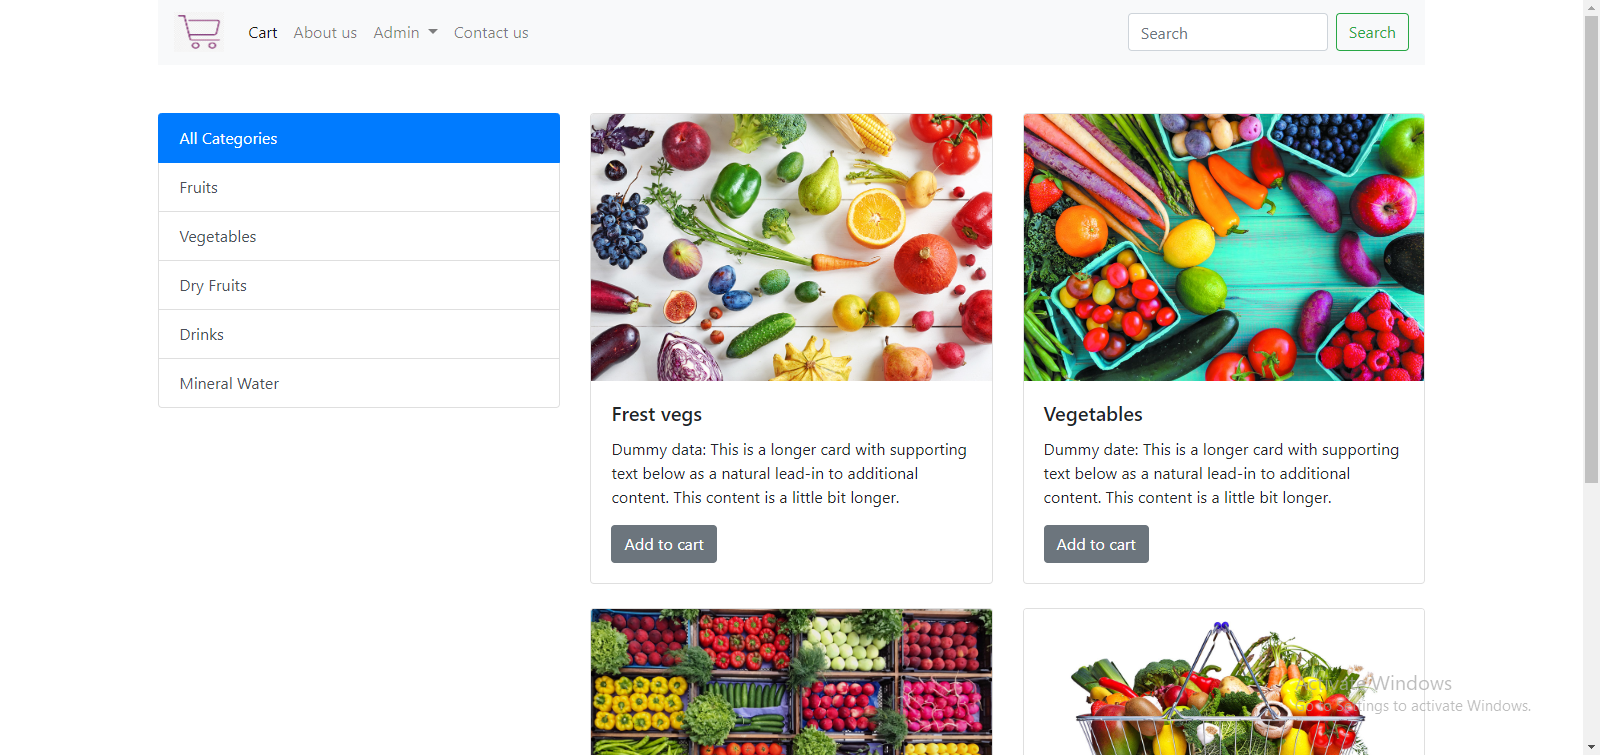 Cart About us Admin Contact us Search Search
All Categories
Fruits
Vegetables
Dry Fruits
Drinks
Mineral Water
Frest vegs
Dummy data: This is a longer card with supporting
text below as a natural lead-in to additional
content. This content is a little bit longer.
Add to cart
Vegetables
Dummy date: This is a longer card with supporting
text below as a natural lead-in to additional
content. This content is a little bit longer.
Add to cart
Activate Windows
Go to Settings to activate Windows.